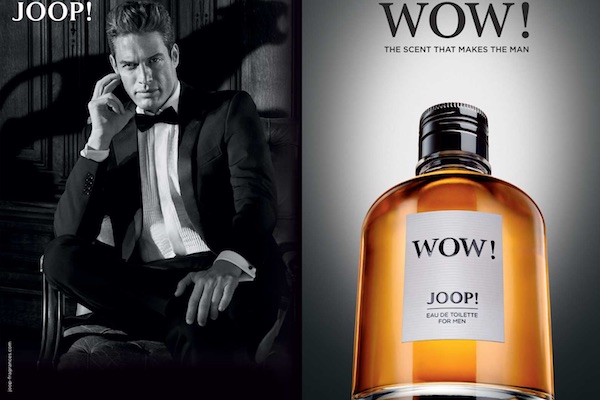 JOOP!
joop-fragrances.com
WOW!
THE SCENT THAT MAKES THE MAN
WOW!
JOOP!
EAU DE TOILETTE
FOR MEN